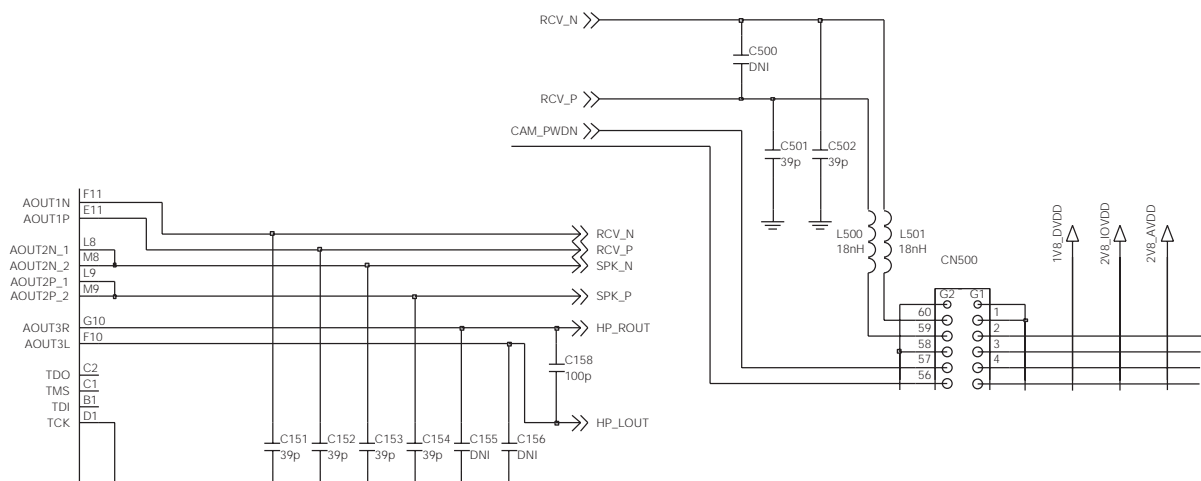 RCV_N
C500
DNI
RCV_P
CAM_PWDN
C501
39p
C502
39p
AOUT1N F11
AOUT1P E11
AOUT2N_1 L8
AOUT2N_2 M8
AOUT2P_1 L9
AOUT2P_2 M9
AOUT3R G10
AOUT3L F10
TDO C2
TMS C1
TDI B1
TCK D1
RCV_N
RCV_P
SPK_N
SPK_P
HP_ROUT
C158
100p
HP_LOUT
C151
39p
C152
39p
C153
39p
C154
39p
C155
DNI
C156
DNI
L500
18nH
L501
18nH
CN500
1V8_DVDD
2V8_IOVDD
2V8_AVDD
G2 G1
60 1
59 2
58 3
57 4
56